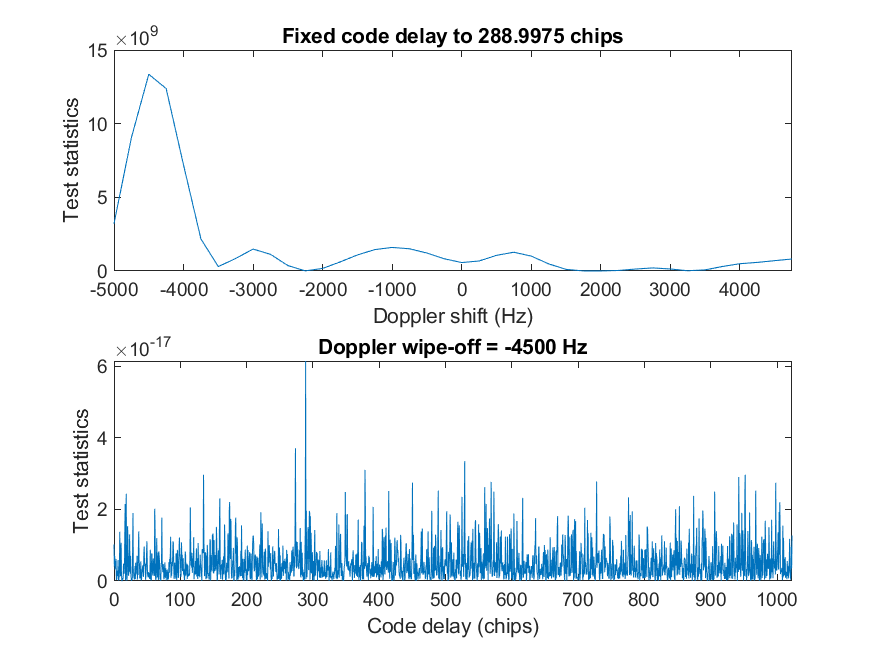 ×10^9
Fixed code delay to 288.9975 chips
15
10
5
0
Test statistics
-5000 -4000 -3000 -2000 -1000 0 1000 2000 3000 4000
Doppler shift (Hz)
×10^-17
Doppler wipe-off = -4500 Hz
6
4
2
0
Test statistics
0 100 200 300 400 500 600 700 800 900 1000
Code delay (chips)